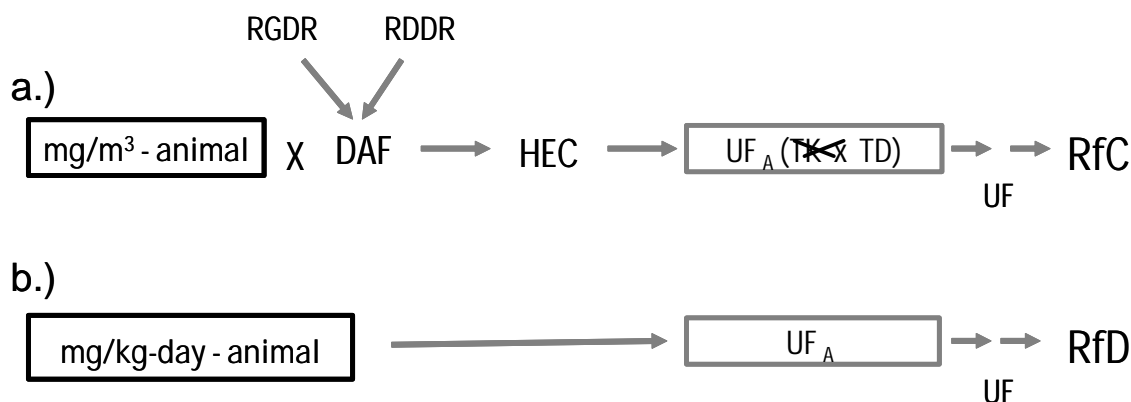 RGDR RDDR
a.)
mg/m³ - animal X DAF HEC UF A (TK x TD) RfC
UF
b.)
mg/kg-day - animal UF A RfD
UF